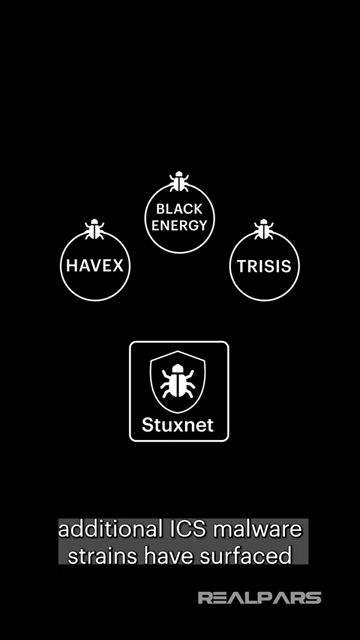 BLACK
ENERGY
HAVEX
TRISIS
Stuxnet
additional ICS malware
strains have surfaced
REALPARS